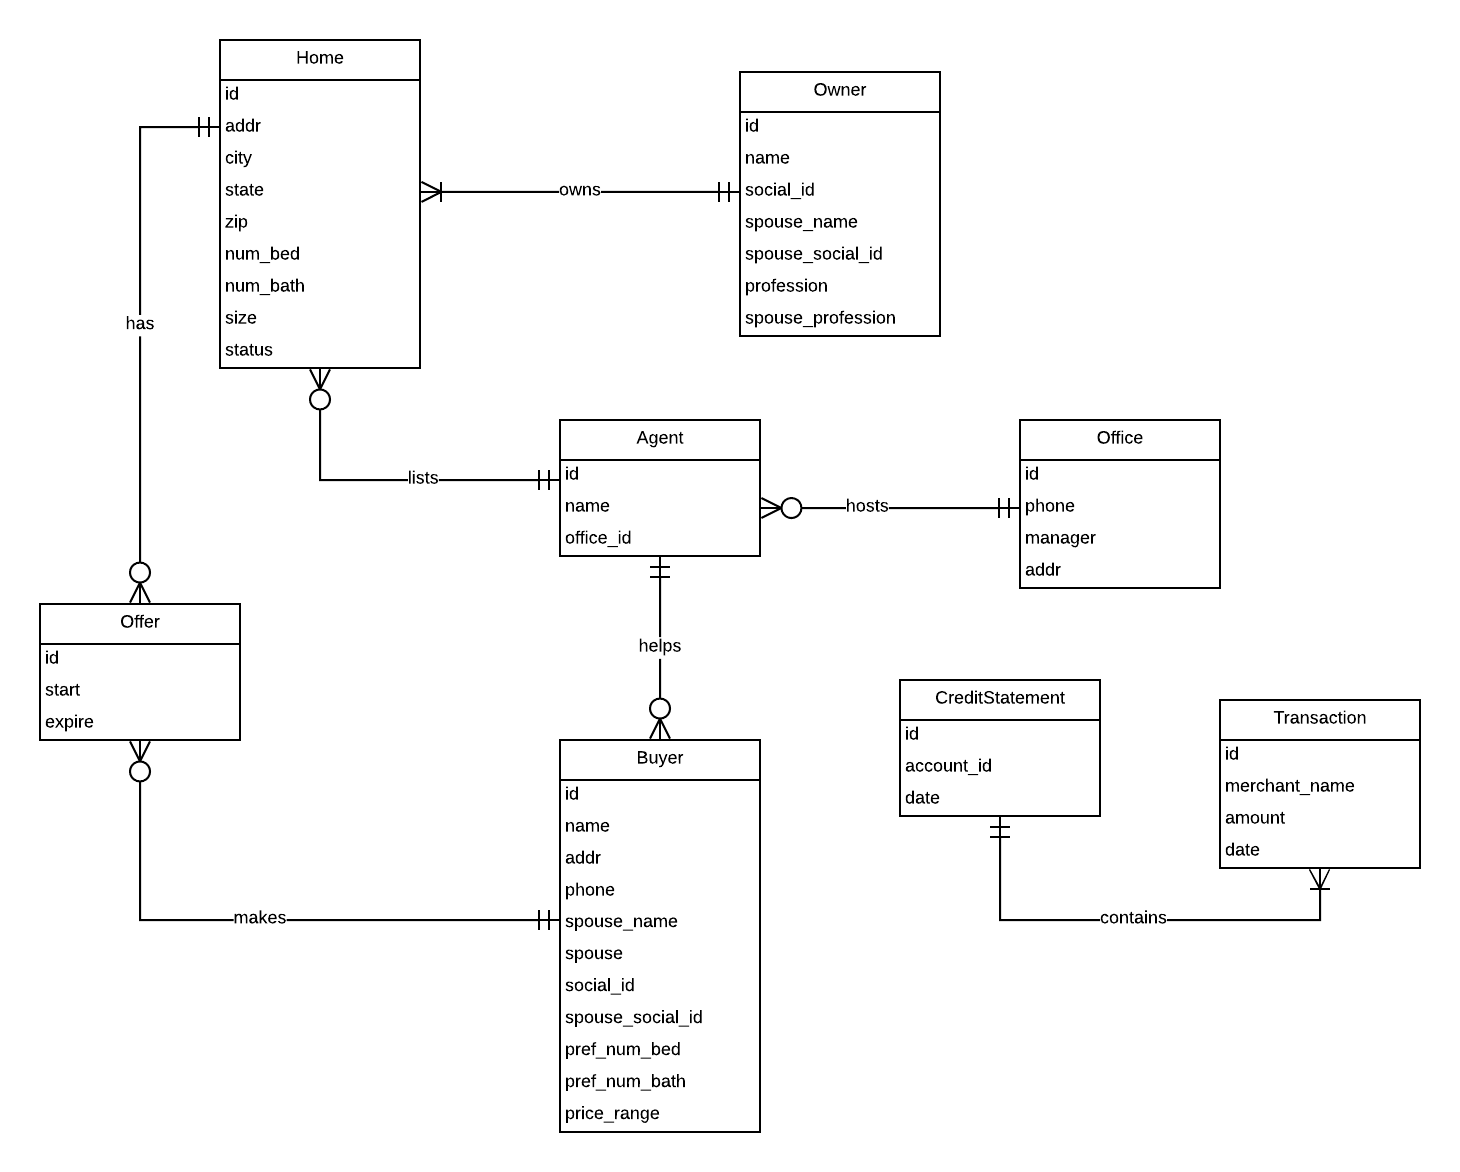 Home
id
addr
city
state
zip
num_bed
num_bath
size
status
Owner
id
name
social_id
spouse_name
spouse_social_id
profession
spouse_profession
owns
has
lists
Agent
id
name
office_id
hosts
Office
id
phone
manager
addr
helps
Offer
id
start
expire
makes
Buyer
id
name
addr
phone
spouse_name
spouse
social_id
spouse_social_id
pref_num_bed
pref_num_bath
price_range
CreditStatement
id
account_id
date
Transaction
id
merchant_name
amount
date
contains